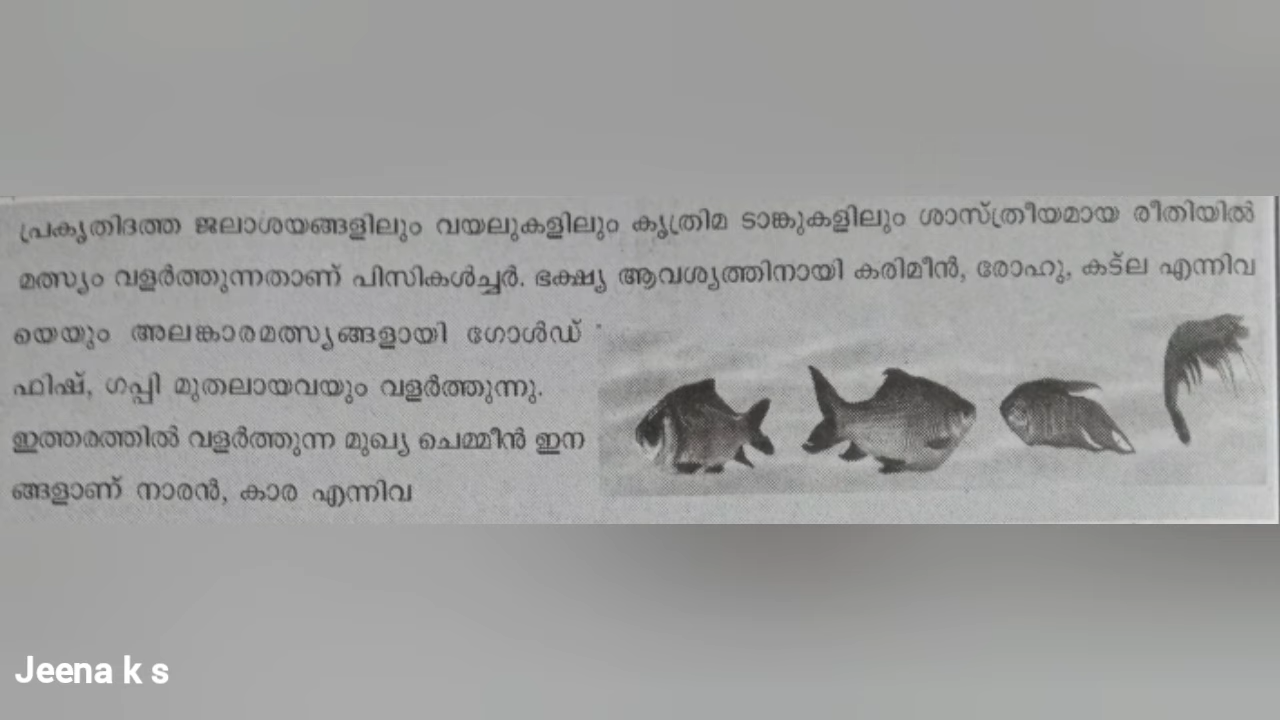 പ്രകൃതിദത്ത ജലാശയങ്ങളിലും വയലുകളിലും കൃത്രിമ ടാങ്കുകളിലും ശാസ്ത്രീയമായ രീതിയിൽ
മത്സ്യം വളർത്തുന്നതാണ് പിസികൾച്ചർ. ഭക്ഷ്യ ആവശ്യത്തിനായി കരിമീൻ, രോഹു, കട്ല എന്നിവ
യെയും അലങ്കാരമത്സ്യങ്ങളായി ഗോൾഡ്
ഫിഷ്, ഗപ്പി മുതലായവയും വളർത്തുന്നു.
ഇത്തരത്തിൽ വളർത്തുന്ന മുഖ്യ ചെമ്മീൻ ഇന
ങ്ങളാണ് നാരൻ, കാര എന്നിവ
Jeena k s